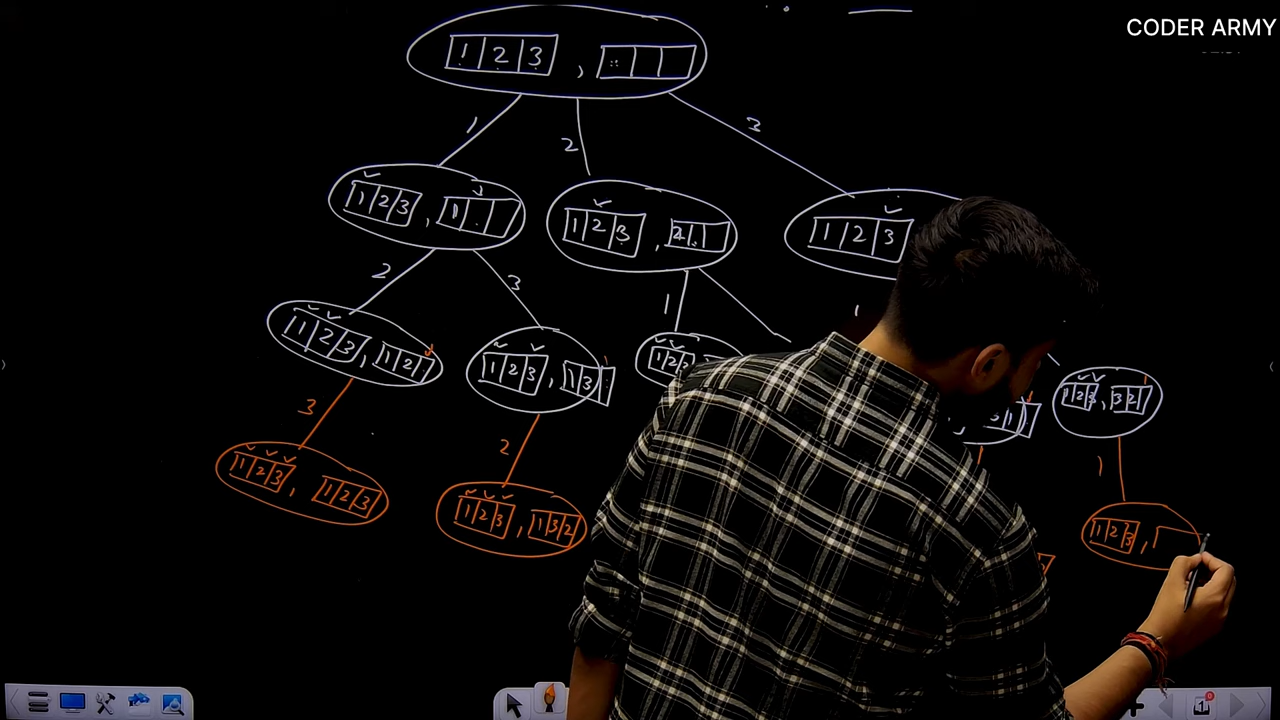 CODER ARMY
1 2 3 ,
1 2 3
1 2 3 , 1
1 2 3 , 2
1 2 3
2 3 1 1
1 2 3 , 1 2
1 2 3 , 1 3
1 2
1 2 3 , 3 2
3 2 1
1 2 3 , 1 2 3
1 2 3 , 1 3 2
1 2 3 ,
1